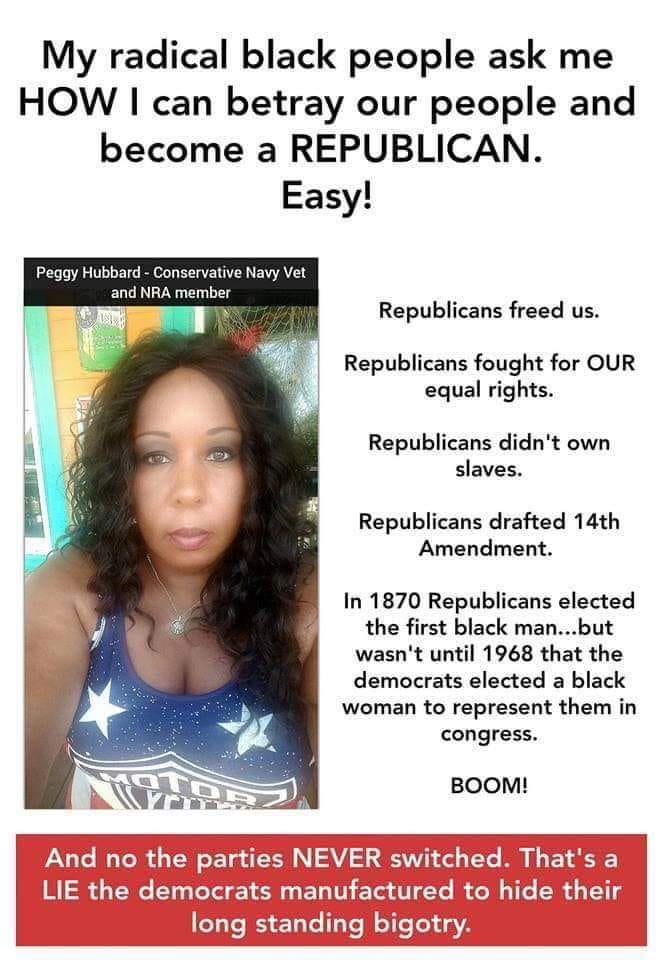 My radical black people ask me
HOW I can betray our people and
become a REPUBLICAN.
Easy!
Peggy Hubbard - Conservative Navy Vet
and NRA member
Republicans freed us.
Republicans fought for OUR
equal rights.
Republicans didn't own
slaves.
Republicans drafted 14th
Amendment.
In 1870 Republicans elected
the first black man...but
wasn't until 1968 that the
democrats elected a black
woman to represent them in
congress.
BOOM!
MOTOR
And no the parties NEVER switched. That's a
LIE the democrats manufactured to hide their
long standing bigotry.